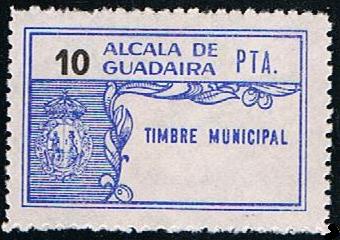 10 ALCALA DE GUADAIRA PTA.
TIMBRE MUNICIPAL